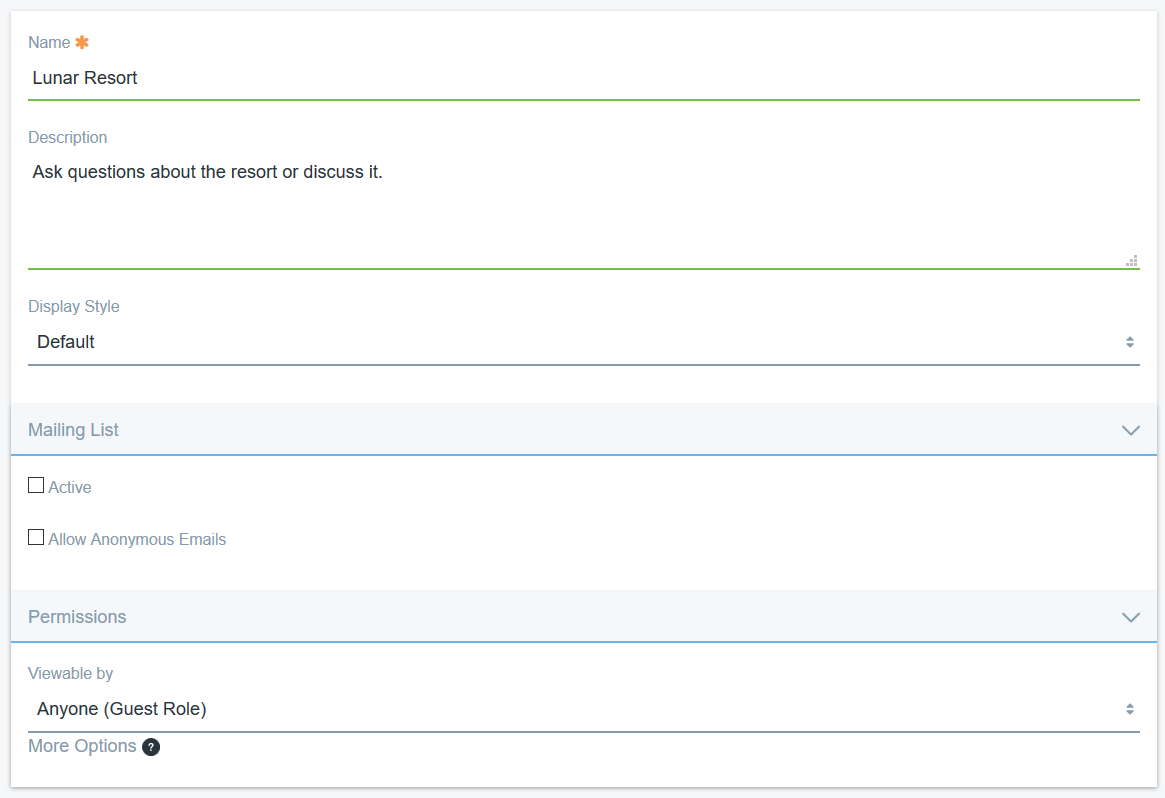 Name ✱
Lunar Resort
Description
Ask questions about the resort or discuss it.
Display Style
Default
Mailing List
Active
Allow Anonymous Emails
Permissions
Viewable by
Anyone (Guest Role)
More Options ?